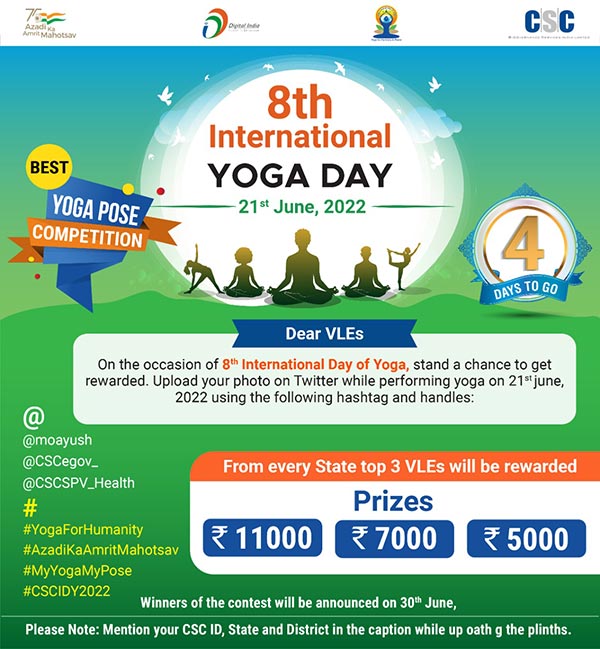 75
Azadi Ka
Amrit Mahotsav
Digital India
CSC
8th
International
YOGA DAY
21st June, 2022
BEST
YOGA POSE
COMPETITION
4
DAYS TO GO
Dear VLEs
On the occasion of 8th International Day of Yoga, stand a chance to get
rewarded. Upload your photo on Twitter while performing yoga on 21st june,
2022 using the following hashtag and handles:
@
@moayush
@CSCegov_
@CSCSPV_Health
#
#YogaForHumanity
#AzadiKaAmritMahotsav
#MyYogaMyPose
#CSCIDY2022
From every State top 3 VLEs will be rewarded
Prizes
₹ 11000 ₹ 7000 ₹ 5000
Winners of the contest will be announced on 30th June,
Please Note: Mention your CSC ID, State and District in the caption while up oath g the plinths.